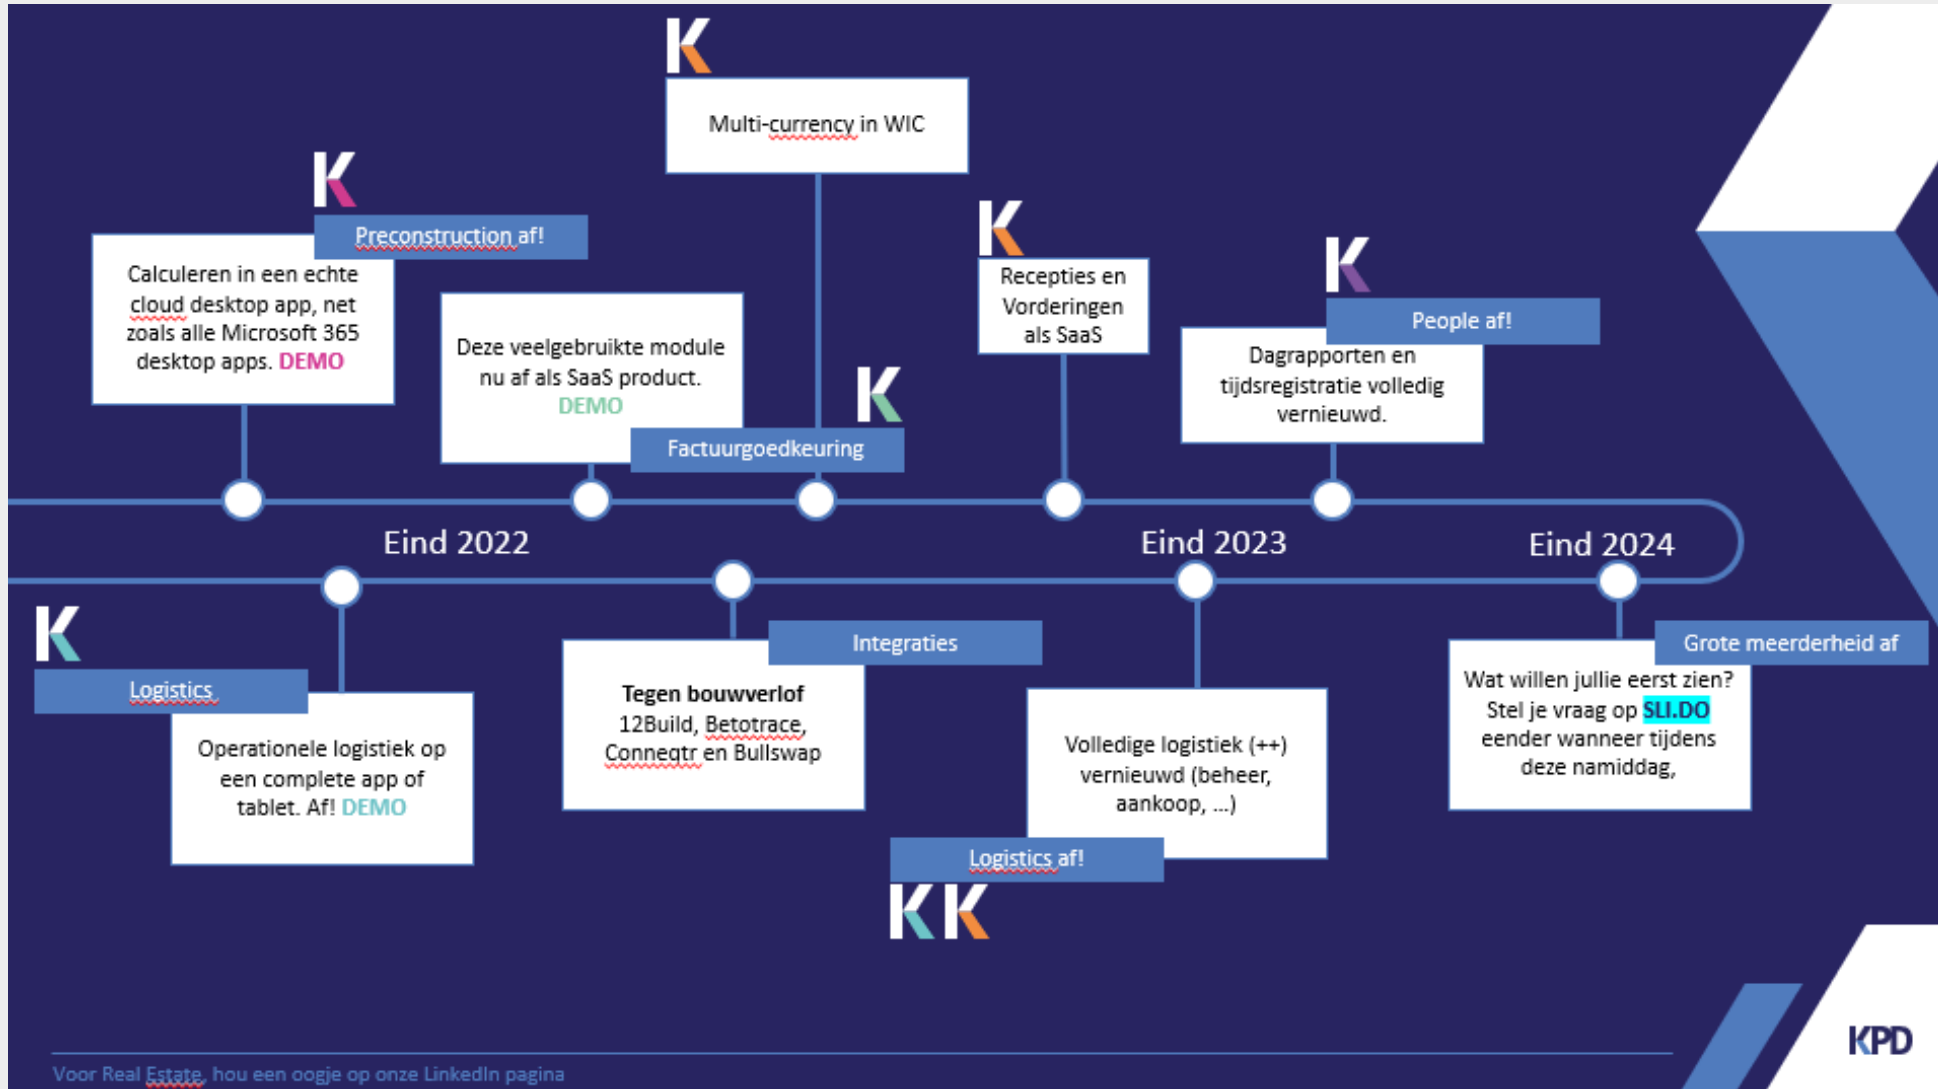 Multi-currency in WIC
Preconstruction af!
Calculeren in een echte
cloud desktop app, net
zoals alle Microsoft 365
desktop apps. DEMO
Deze veelgebruikte module
nu af als SaaS product.
DEMO
Factuurgoedkeuring
Recepties en
Vorderingen
als SaaS
People af!
Dagrapporten en
tijdsregistratie volledig
vernieuwd.
Eind 2022
Eind 2023
Eind 2024
Logistics
Operationele logistiek op
een complete app of
tablet. Af! DEMO
Integraties
Tegen bouwverlof
12Build, Betotrace,
Conneqtr en Bullswap
Volledige logistiek (++)
vernieuwd (beheer,
aankoop, ...)
Logistics af!
Grote meerderheid af
Wat willen jullie eerst zien?
Stel je vraag op SLI.DO
eender wanneer tijdens
deze namiddag,
KPD
Voor Real Estate, hou een oogje op onze LinkedIn pagina